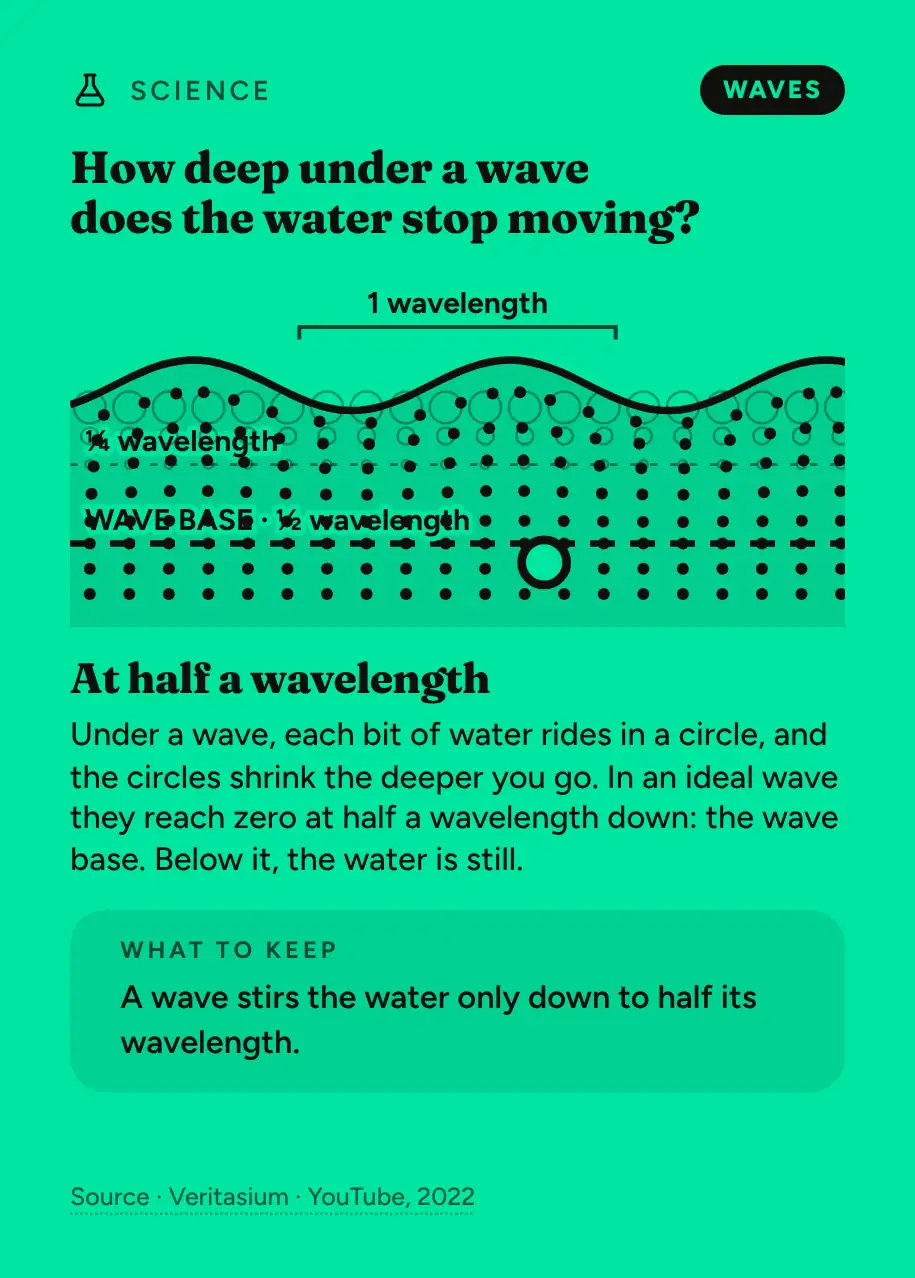 SCIENCE
WAVES
How deep under a wave
does the water stop moving?
1 wavelength
¼ wavelength
WAVE BASE · ½ wavelength
At half a wavelength
Under a wave, each bit of water rides in a circle, and
the circles shrink the deeper you go. In an ideal wave
they reach zero at half a wavelength down: the wave
base. Below it, the water is still.
WHAT TO KEEP
A wave stirs the water only down to half its
wavelength.
Source · Veritasium · YouTube, 2022